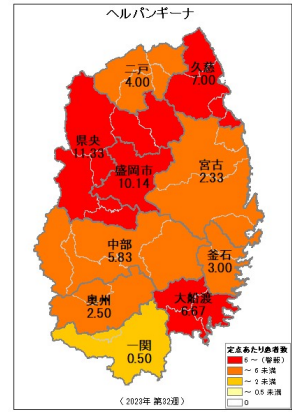 ヘルパンギーナ
二戸
4.00
久慈
7.00
県央
11.33
盛岡市
10.14
宮古
2.33
中部
5.83
釜石
3.00
奥州
2.50
大船渡
6.67
一関
0.50
定点あたり患者数
6～（警報）
～6未満
～2未満
～0.5未満
0
（2023年 第32週）